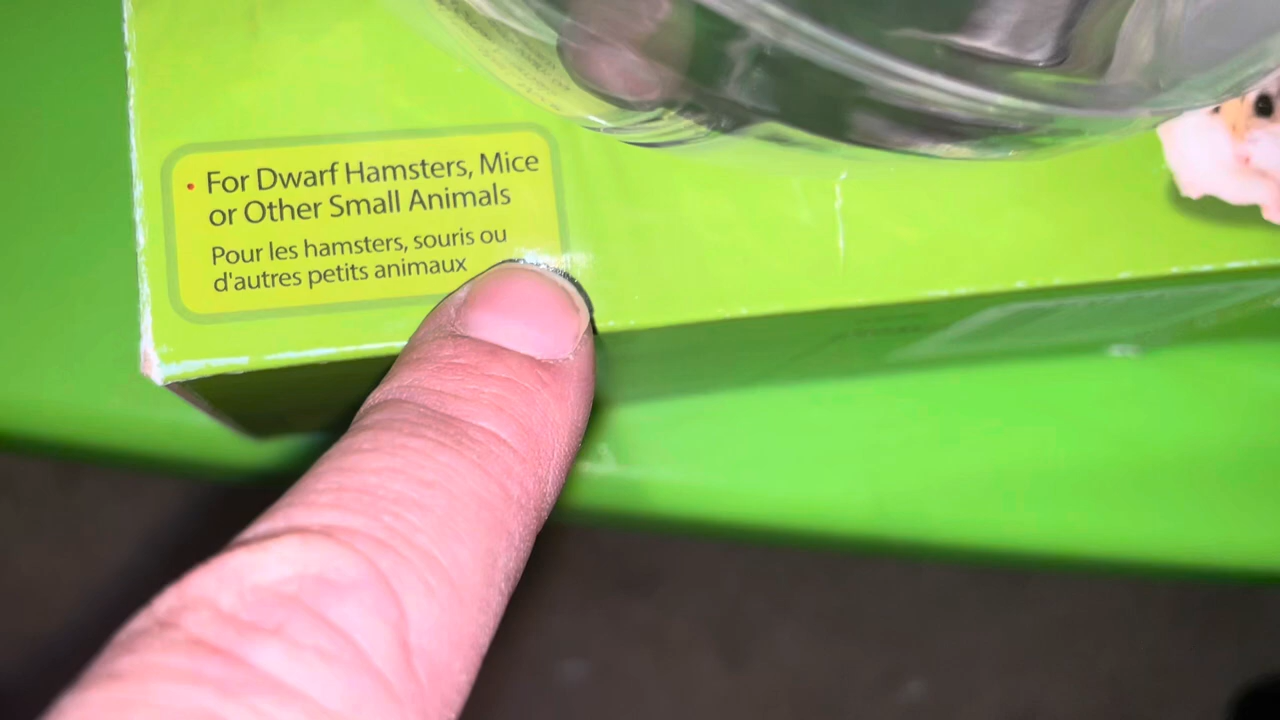 • For Dwarf Hamsters, Mice
or Other Small Animals
Pour les hamsters, souris ou
d'autres petits animaux